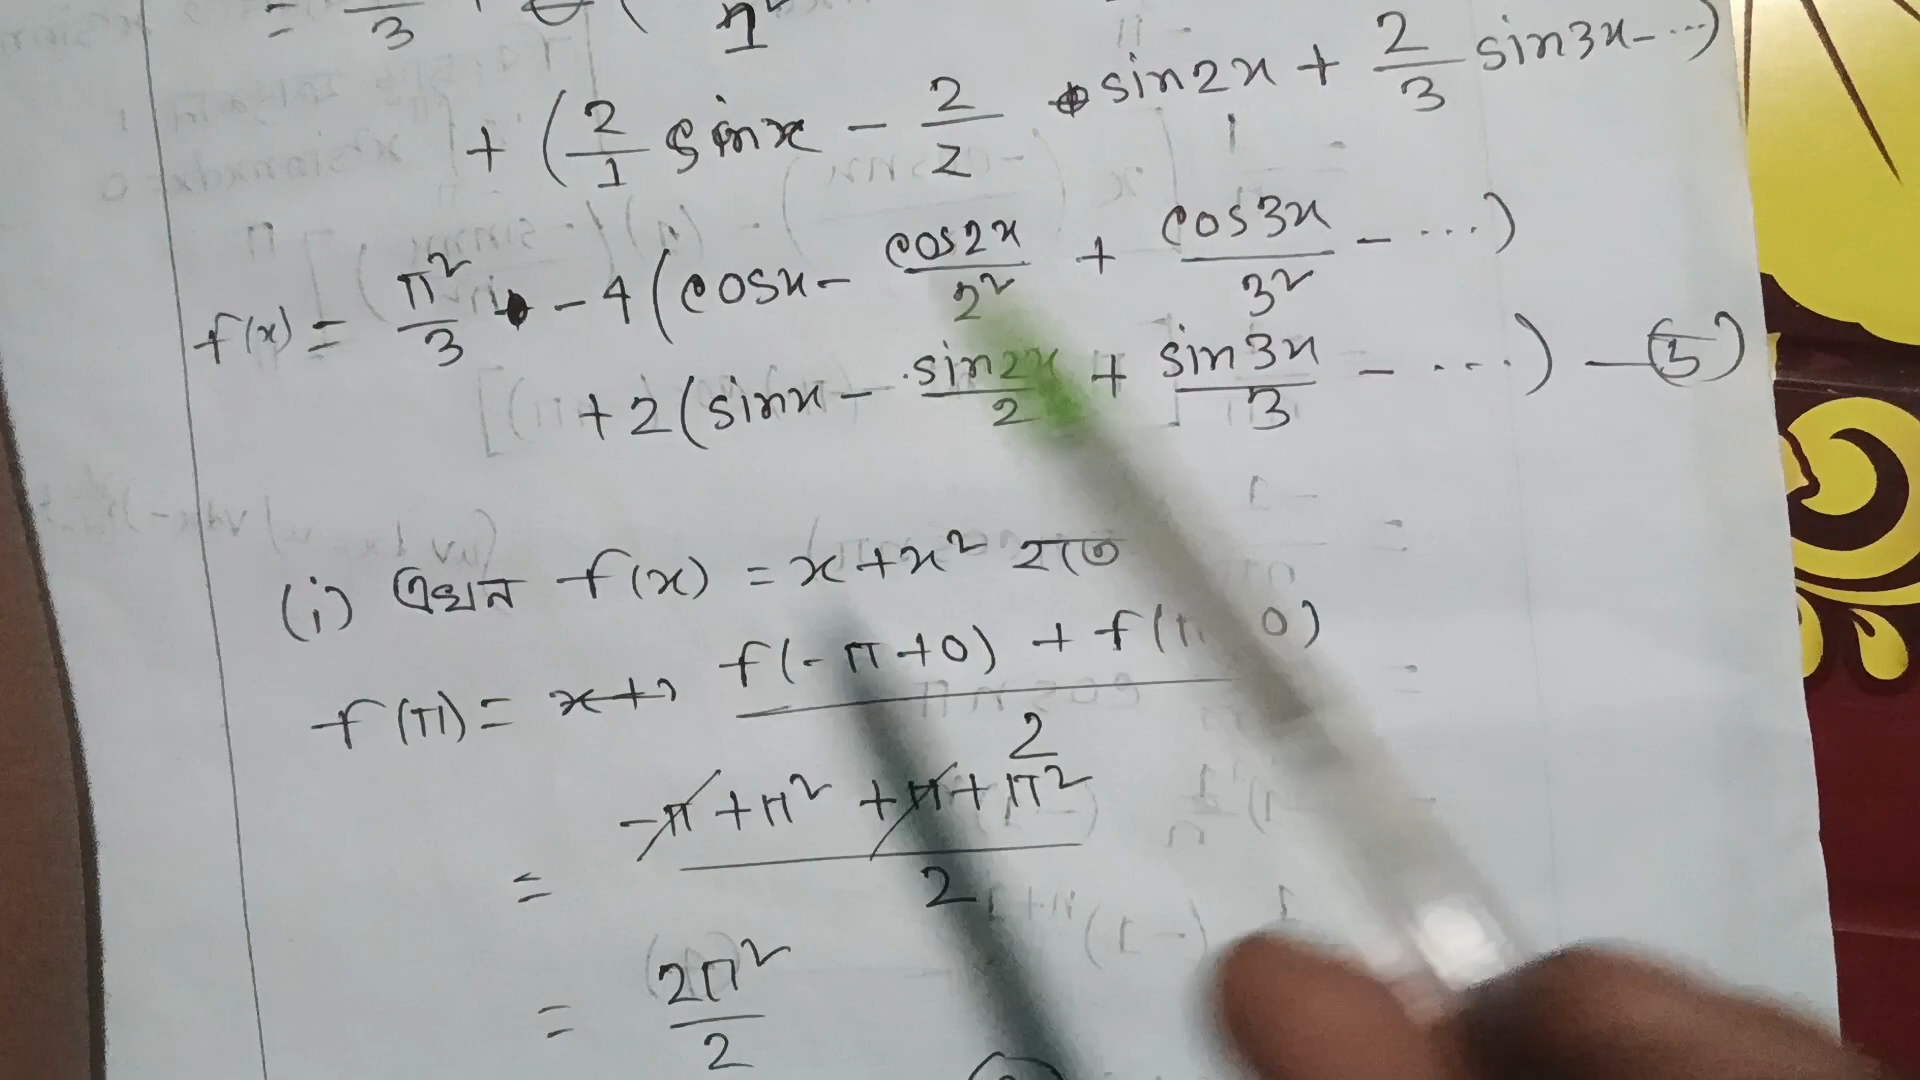 = /3
+ (2/1 sinx - 2/2 sin2x + 2/3 sin3x - ...)
f(x) = π²/3 - 4(cosx - cos2x/2² + cos3x/3² - ...)
+2(sinx - sin2x/2 + sin3x/3 - ...) —(5)
(i) এখন f(x) = x+x² হতে
f(π) = f(-π+0) + f(π-0)/2
= -π+π²+π+π²/2
= 2π²/2